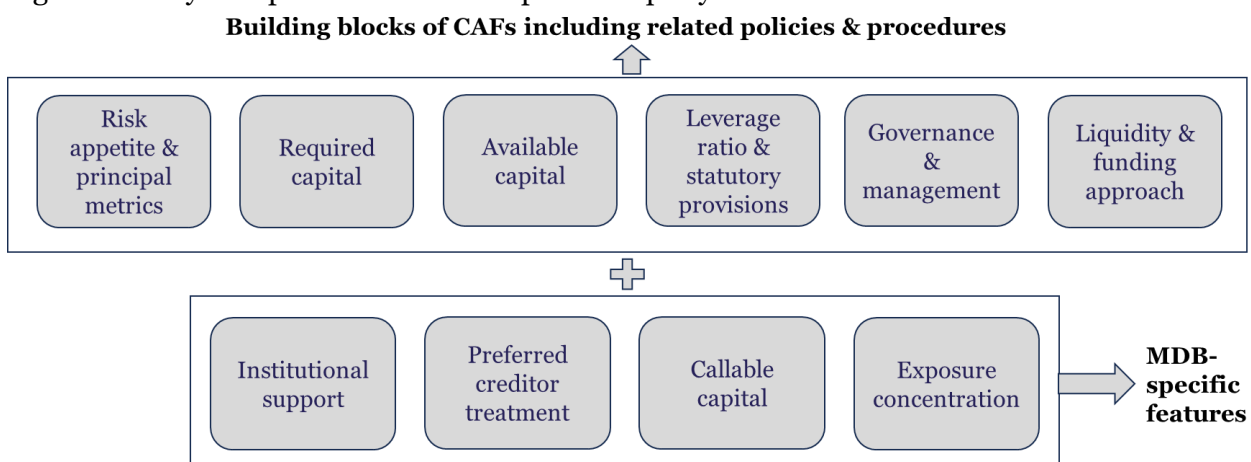 Building blocks of CAFs including related policies & procedures
Risk
appetite &
principal
metrics
Required
capital
Available
capital
Leverage
ratio &
statutory
provisions
Governance
&
management
Liquidity &
funding
approach
Institutional
support
Preferred
creditor
treatment
Callable
capital
Exposure
concentration
MDB-
specific
features